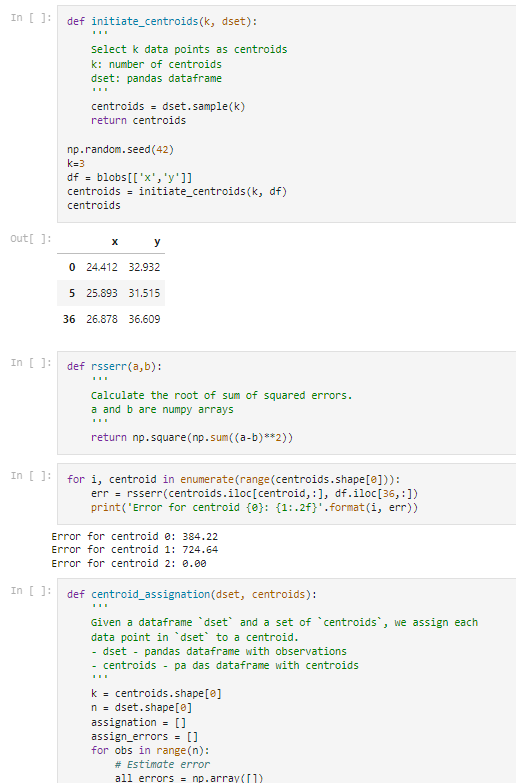 In [ ]: def initiate_centroids(k, dset):
'''
Select k data points as centroids
k: number of centroids
dset: pandas dataframe
'''
centroids = dset.sample(k)
return centroids
np.random.seed(42)
k=3
df = blobs[['x','y']]
centroids = initiate_centroids(k, df)
centroids
Out[ ]:
x y
0 24.412 32.932
5 25.893 31.515
36 26.878 36.609
In [ ]: def rsserr(a,b):
'''
Calculate the root of sum of squared errors.
a and b are numpy arrays
'''
return np.square(np.sum((a-b)**2))
In [ ]: for i, centroid in enumerate(range(centroids.shape[0])):
err = rsserr(centroids.iloc[centroid,:], df.iloc[36,:])
print('Error for centroid {0}: {1:.2f}'.format(i, err))
Error for centroid 0: 384.22
Error for centroid 1: 724.64
Error for centroid 2: 0.00
In [ ]: def centroid_assignation(dset, centroids):
'''
Given a dataframe `dset` and a set of `centroids`, we assign each
data point in `dset` to a centroid.
- dset - pandas dataframe with observations
- centroids - pa das dataframe with centroids
'''
k = centroids.shape[0]
n = dset.shape[0]
assignation = []
assign_errors = []
for obs in range(n):
# Estimate error
all_errors = np.array([])